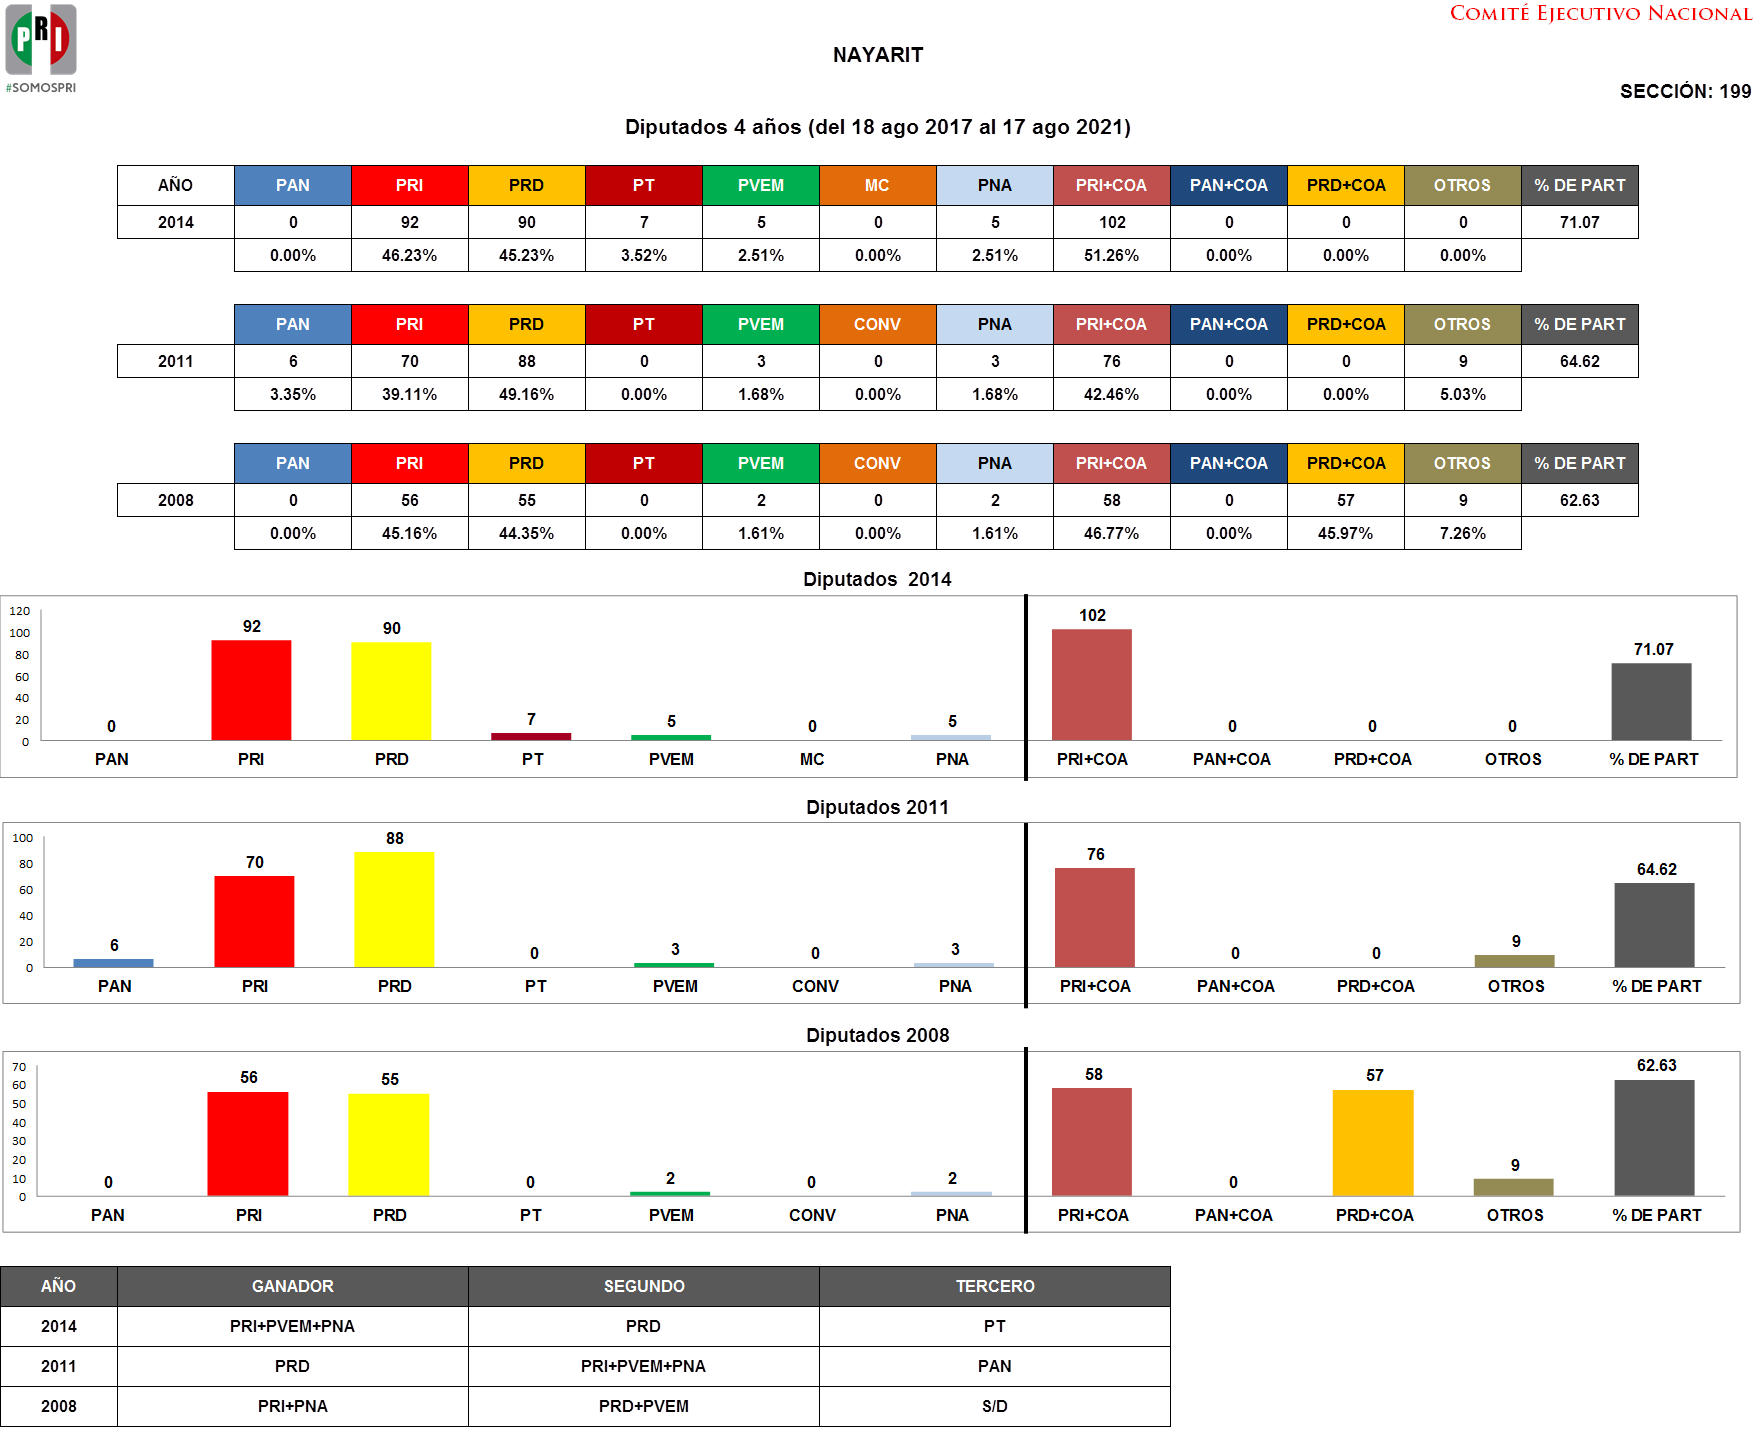 PRI
#SOMOSPRI
COMITÉ EJECUTIVO NACIONAL
NAYARIT
SECCIÓN: 199
Diputados 4 años (del 18 ago 2017 al 17 ago 2021)
AÑO PAN PRI PRD PT PVEM MC PNA PRI+COA PAN+COA PRD+COA OTROS % DE PART
2014 0 92 90 7 5 0 5 102 0 0 0 71.07
0.00% 46.23% 45.23% 3.52% 2.51% 0.00% 2.51% 51.26% 0.00% 0.00% 0.00%
PAN PRI PRD PT PVEM CONV PNA PRI+COA PAN+COA PRD+COA OTROS % DE PART
2011 6 70 88 0 3 0 3 76 0 0 9 64.62
3.35% 39.11% 49.16% 0.00% 1.68% 0.00% 1.68% 42.46% 0.00% 0.00% 5.03%
PAN PRI PRD PT PVEM CONV PNA PRI+COA PAN+COA PRD+COA OTROS % DE PART
2008 0 56 55 0 2 0 2 58 0 57 9 62.63
0.00% 45.16% 44.35% 0.00% 1.61% 0.00% 1.61% 46.77% 0.00% 45.97% 7.26%
Diputados 2014
120
100
80
60
40
20
0
0 92 90 7 5 0 5 102 0 0 0 71.07
PAN PRI PRD PT PVEM MC PNA PRI+COA PAN+COA PRD+COA OTROS % DE PART
Diputados 2011
100
80
60
40
20
0
6 70 88 0 3 0 3 76 0 0 9 64.62
PAN PRI PRD PT PVEM CONV PNA PRI+COA PAN+COA PRD+COA OTROS % DE PART
Diputados 2008
70
60
50
40
30
20
10
0
0 56 55 0 2 0 2 58 0 57 9 62.63
PAN PRI PRD PT PVEM CONV PNA PRI+COA PAN+COA PRD+COA OTROS % DE PART
AÑO GANADOR SEGUNDO TERCERO
2014 PRI+PVEM+PNA PRD PT
2011 PRD PRI+PVEM+PNA PAN
2008 PRI+PNA PRD+PVEM S/D